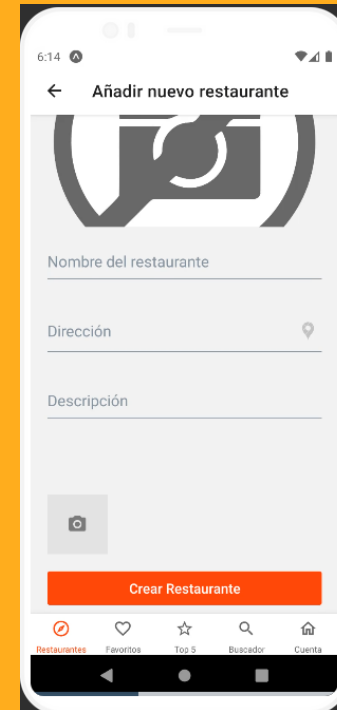 6:14
Añadir nuevo restaurante
Nombre del restaurante
Dirección
Descripción
Crear Restaurante
Restaurantes Favoritos Top 5 Buscador Cuenta